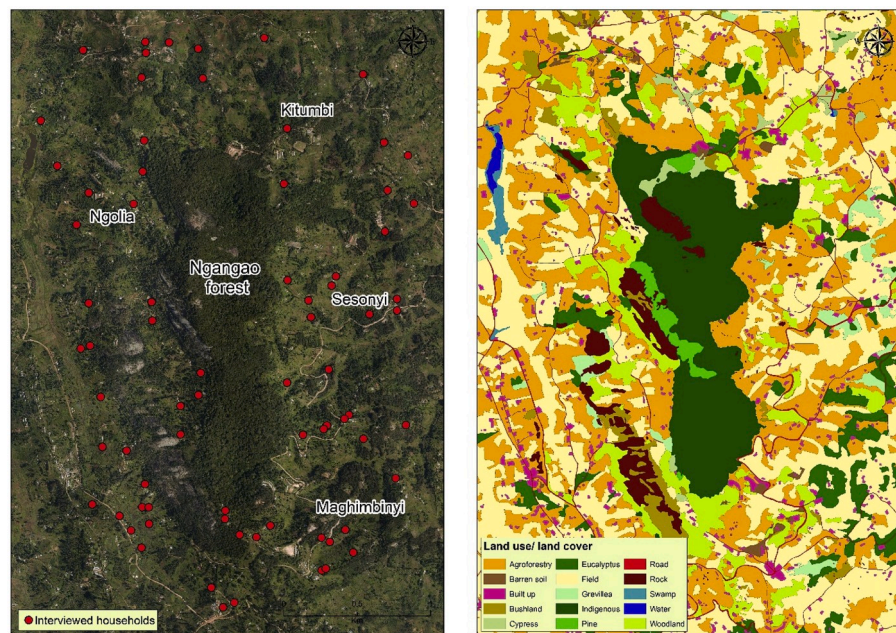 Kitumbi
Ngolia
Ngangao
forest
Sesonyi
Maghimbinyi
Interviewed households
Land use/ land cover
Agroforestry
Barren soil
Built up
Bushland
Cypress
Eucalyptus
Field
Grevillea
Indigenous
Pine
Road
Rock
Swamp
Water
Woodland